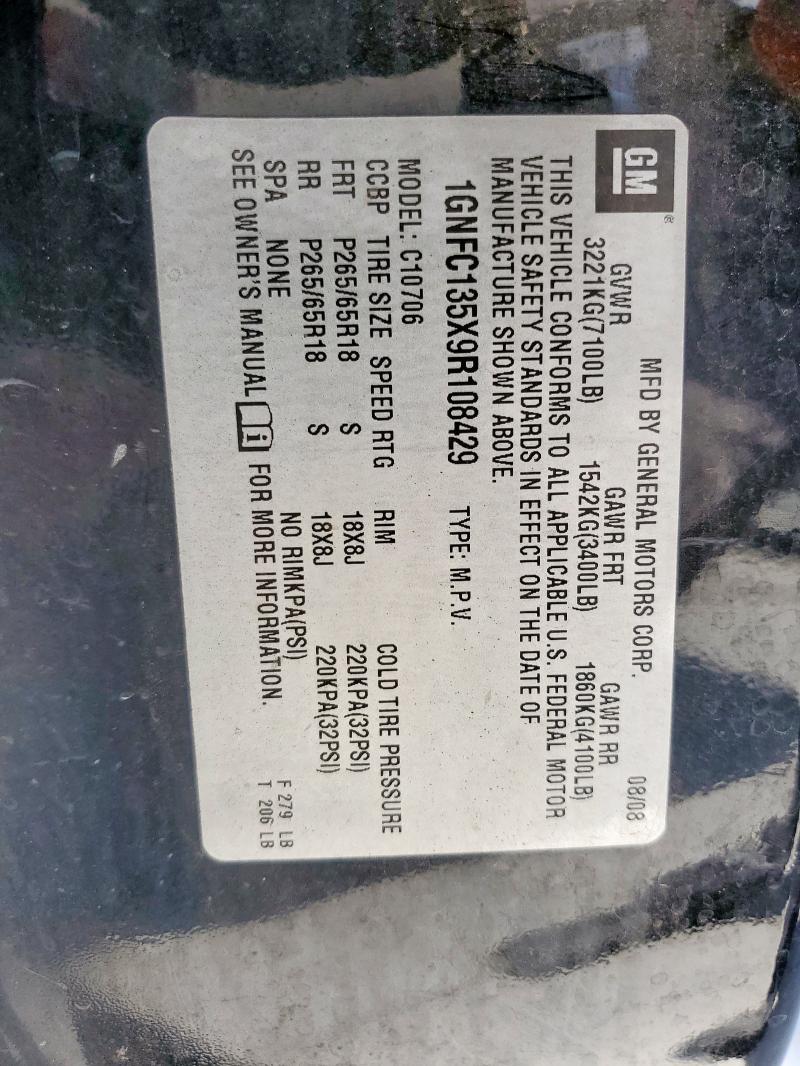 GM®
MFD BY GENERAL MOTORS CORP. 08/08
GVWR GAWR FRT GAWR RR
3221KG(7100LB) 1542KG(3400LB) 1860KG(4100LB)
THIS VEHICLE CONFORMS TO ALL APPLICABLE U.S. FEDERAL MOTOR
VEHICLE SAFETY STANDARDS IN EFFECT ON THE DATE OF
MANUFACTURE SHOWN ABOVE.
1GNFC135X9R108429 TYPE: M.P.V.
MODEL: C10706
CCBP TIRE SIZE SPEED RTG RIM COLD TIRE PRESSURE
FRT P265/65R18 S 18X8J 220KPA(32PSI)
RR P265/65R18 S 18X8J 220KPA(32PSI)
SPA NONE NO RIMKPA(PSI)
SEE OWNER'S MANUAL i FOR MORE INFORMATION.
F 279 LB
T 206 LB